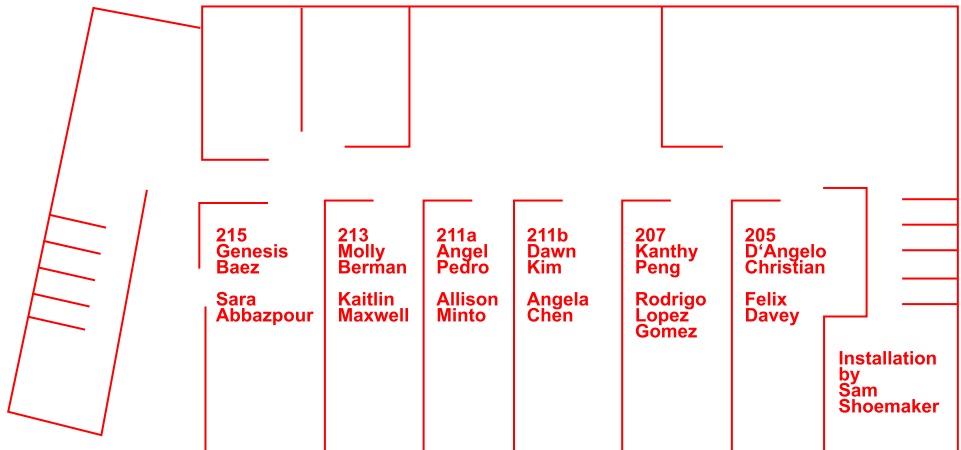 215
Genesis
Baez
Sara
Abbazpour
213
Molly
Berman
Kaitlin
Maxwell
211a
Angel
Pedro
Allison
Minto
211b
Dawn
Kim
Angela
Chen
207
Kanthy
Peng
Rodrigo
Lopez
Gomez
205
D‘Angelo
Christian
Felix
Davey
Installation
by
Sam
Shoemaker